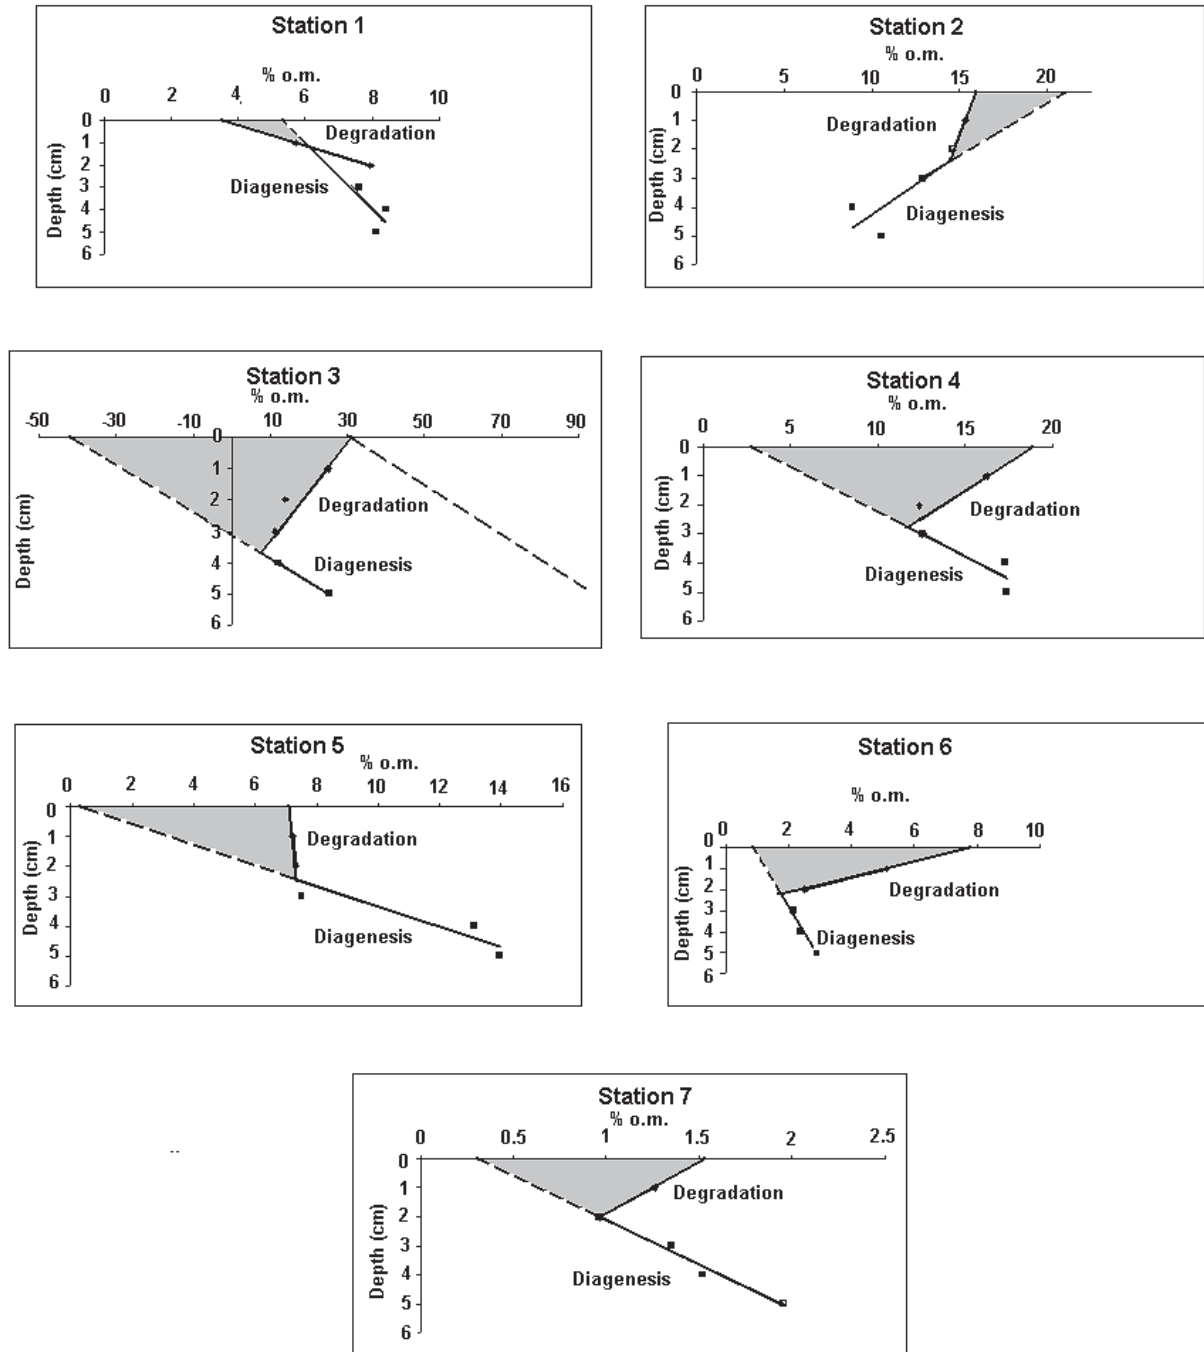 Station 1
% o.m.
0 2 4 6 8 10
0
1
2
3
4
5
6
Depth (cm)
Degradation
Diagenesis
Station 2
% o.m.
0 5 10 15 20
0
1
2
3
4
5
6
Depth (cm)
Degradation
Diagenesis
Station 3
% o.m.
-50 -30 -10 10 30 50 70 90
0
1
2
3
4
5
6
Depth (cm)
Degradation
Diagenesis
Station 4
% o.m.
0 5 10 15 20
0
1
2
3
4
5
6
Depth (cm)
Degradation
Diagenesis
Station 5
% o.m.
0 2 4 6 8 10 12 14 16
0
1
2
3
4
5
6
Depth (cm)
Degradation
Diagenesis
Station 6
% o.m.
0 2 4 6 8 10
0
1
2
3
4
5
6
Depth (cm)
Degradation
Diagenesis
Station 7
% o.m.
0 0.5 1 1.5 2 2.5
0
1
2
3
4
5
6
Depth (cm)
Degradation
Diagenesis